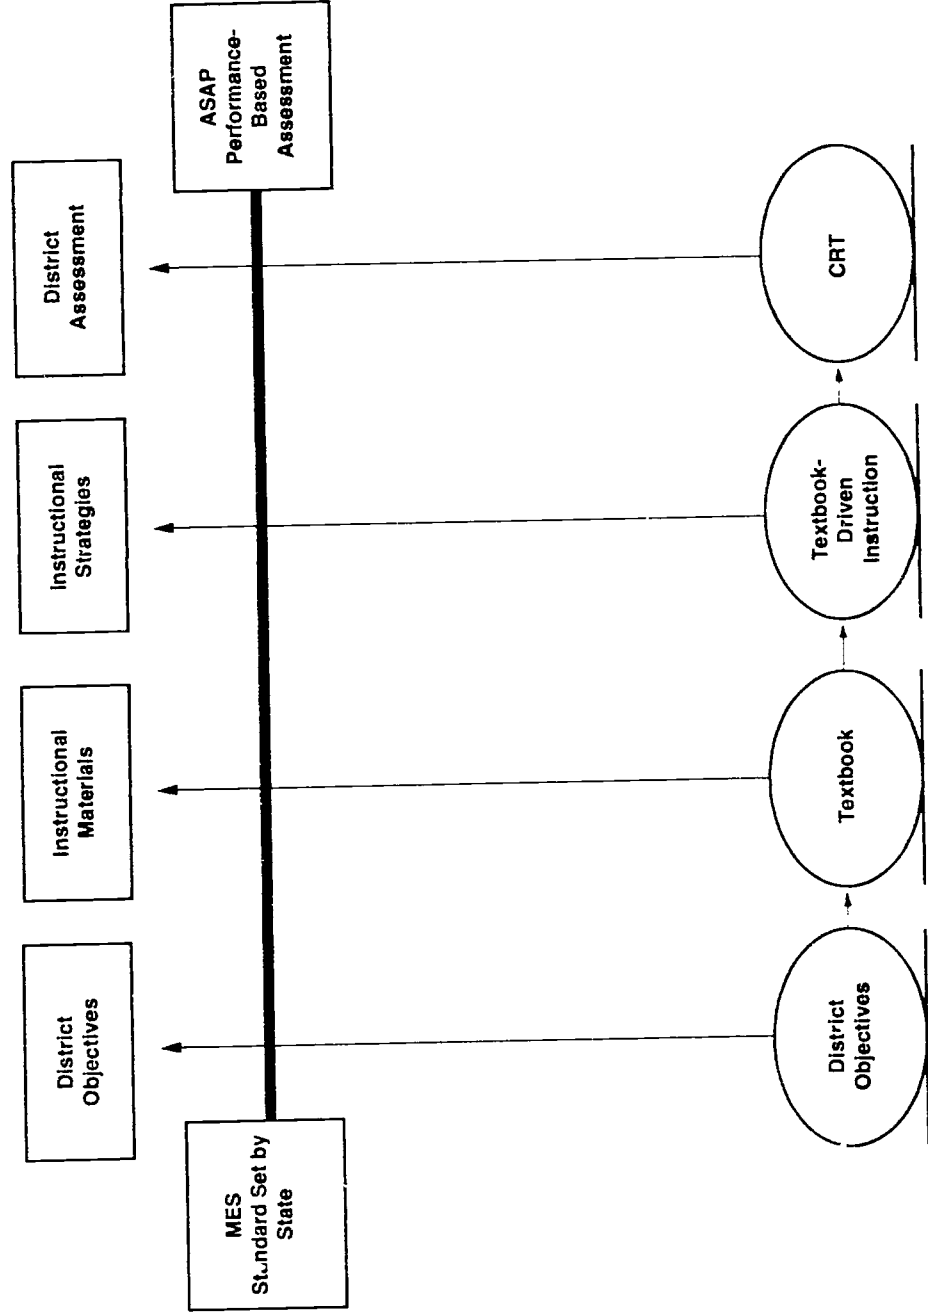 District
Objectives
Instructional
Materials
Instructional
Strategies
District
Assessment
MES
Standard Set by
State
ASAP
Performance-
Based
Assessment
District
Objectives
Textbook
Textbook-
Driven
Instruction
CRT